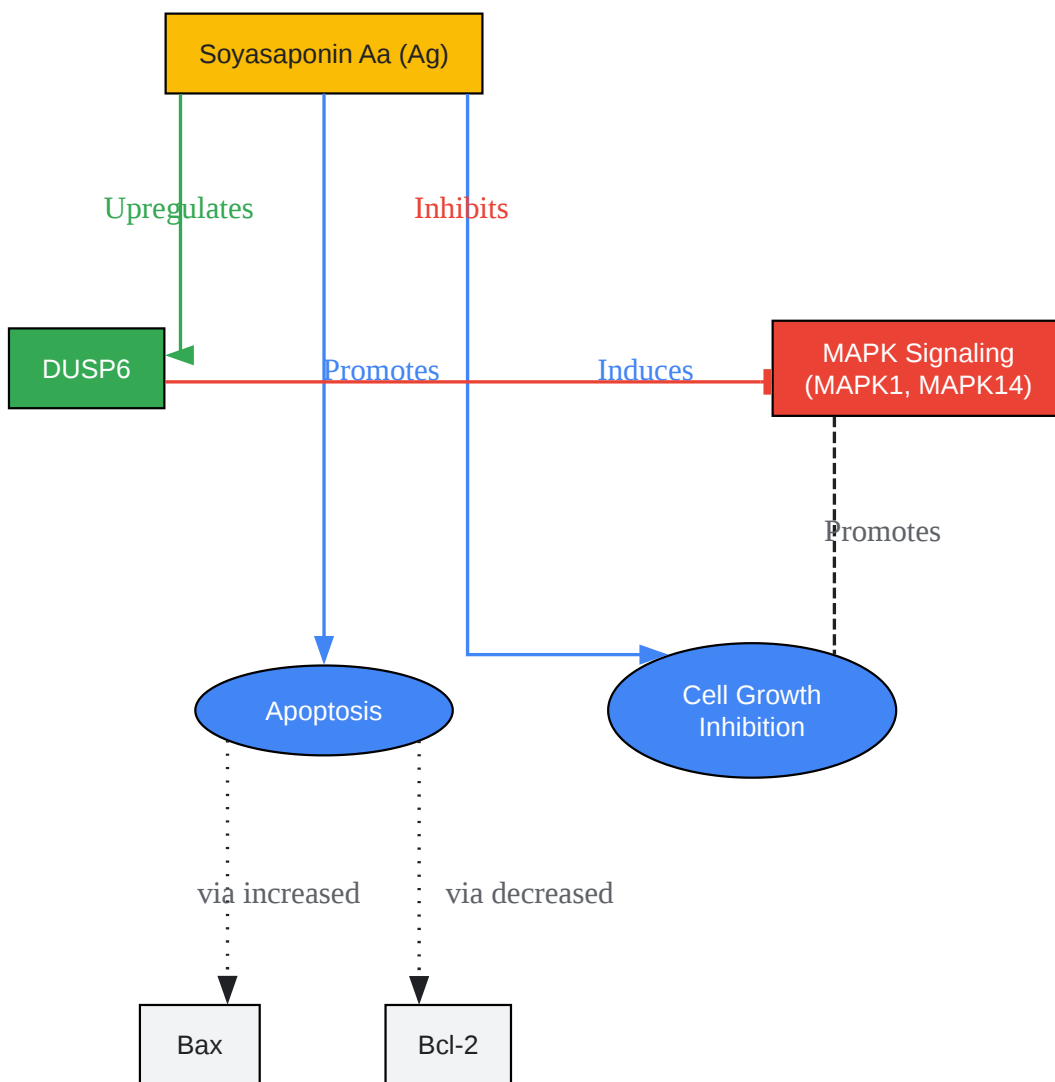 Soyasaponin Aa (Ag)
Upregulates
Inhibits
DUSP6
Promotes
Induces
MAPK Signaling
(MAPK1, MAPK14)
Promotes
Apoptosis
Cell Growth
Inhibition
via increased
via decreased
Bax
Bcl-2